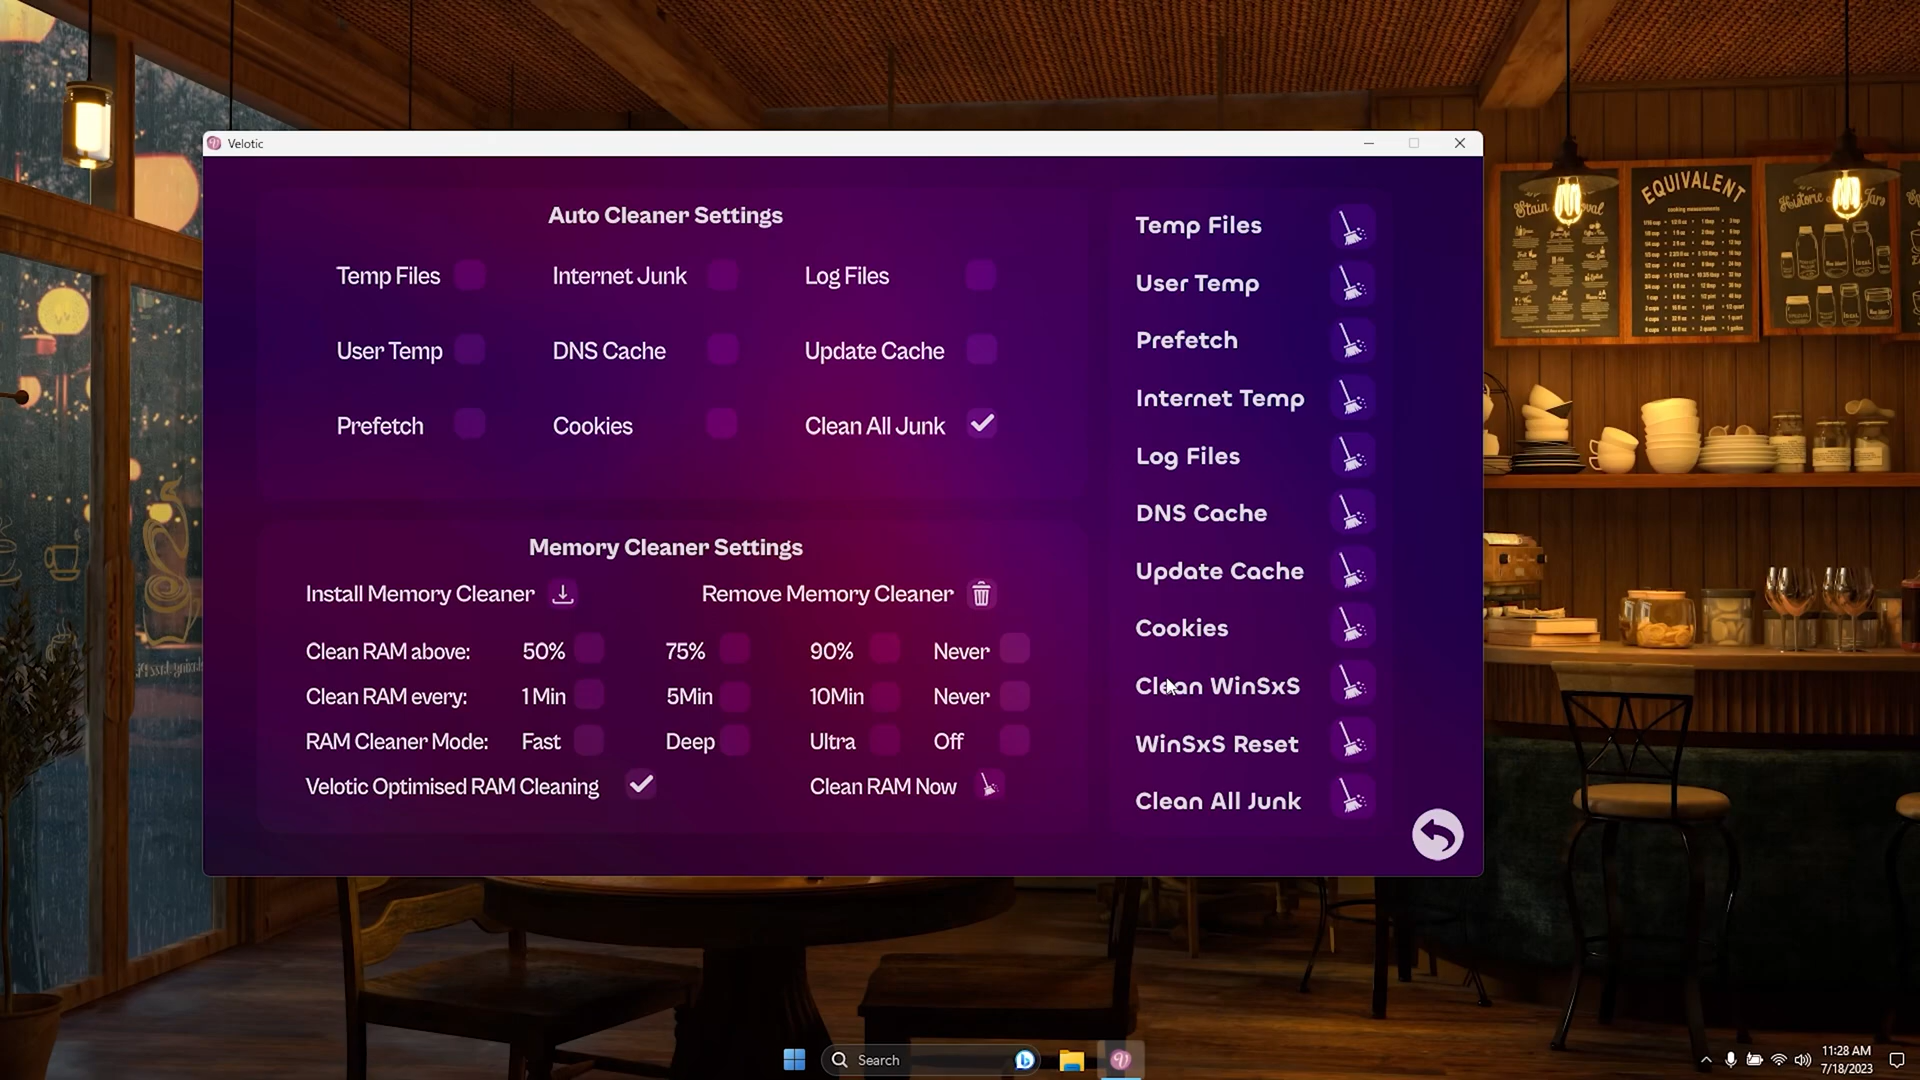 Velotic
Auto Cleaner Settings
Temp Files
Internet Junk
Log Files
User Temp
DNS Cache
Update Cache
Prefetch
Cookies
Clean All Junk
Memory Cleaner Settings
Install Memory Cleaner
Remove Memory Cleaner
Clean RAM above: 50% 75% 90% Never
Clean RAM every: 1Min 5Min 10Min Never
RAM Cleaner Mode: Fast Deep Ultra Off
Velotic Optimised RAM Cleaning
Clean RAM Now
Temp Files
User Temp
Prefetch
Internet Temp
Log Files
DNS Cache
Update Cache
Cookies
Clean WinSxS
WinSxS Reset
Clean All Junk
Stain
EQUIVALENT
cooking measurements
Search
11:28 AM
7/18/2023